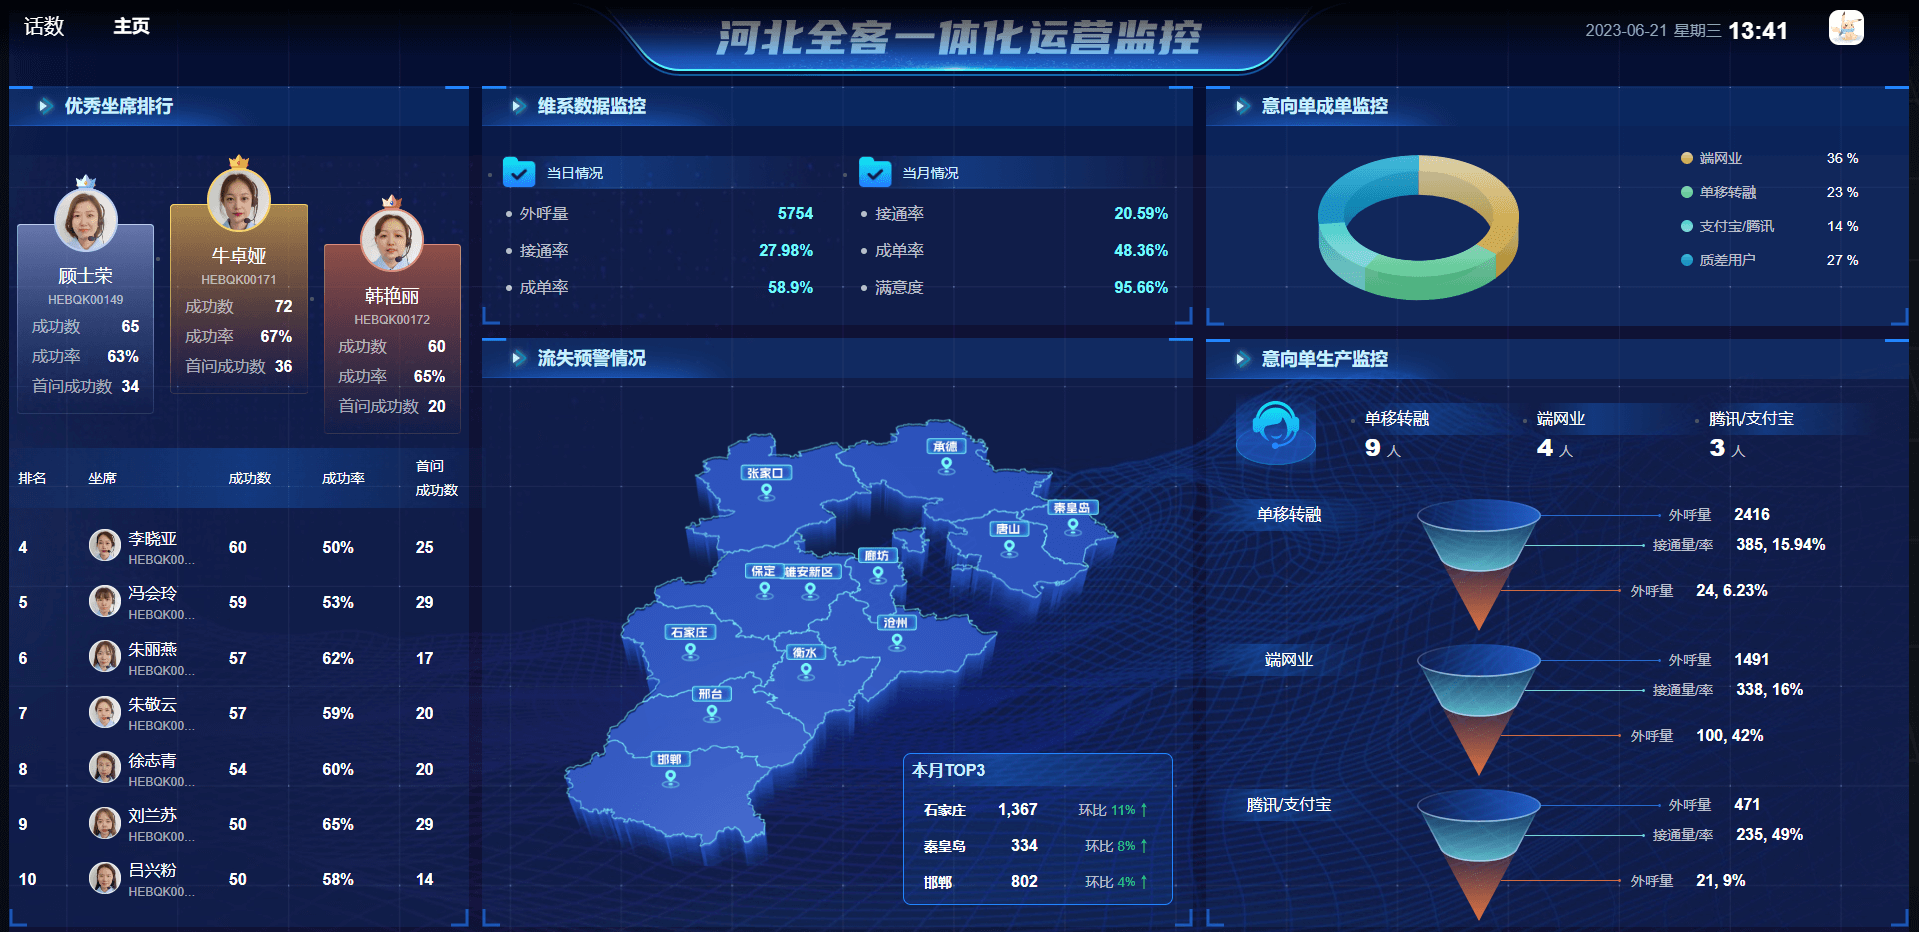 话数 主页
河北全客一体化运营监控
2023-06-21 星期三 13:41
优秀坐席排行
顾士荣
HEBQK00149
成功数 65
成功率 63%
首问成功数 34
牛卓娅
HEBQK00171
成功数 72
成功率 67%
首问成功数 36
韩艳丽
HEBQK00172
成功数 60
成功率 65%
首问成功数 20
排名 坐席 成功数 成功率 首问成功数
4 李晓亚 HEBQK00... 60 50% 25
5 冯会玲 HEBQK00... 59 53% 29
6 朱丽燕 HEBQK00... 57 62% 17
7 朱敬云 HEBQK00... 57 59% 20
8 徐志青 HEBQK00... 54 60% 20
9 刘兰苏 HEBQK00... 50 65% 29
10 吕兴粉 HEBQK00... 50 58% 14
维系数据监控
当日情况
外呼量 5754
接通率 27.98%
成单率 58.9%
当月情况
接通率 20.59%
成单率 48.36%
满意度 95.66%
流失预警情况
承德
张家口
秦皇岛
唐山
廊坊
保定
雄安新区
沧州
石家庄
衡水
邢台
邯郸
本月TOP3
石家庄 1,367 环比 11% ↑
秦皇岛 334 环比 8% ↑
邯郸 802 环比 4% ↑
意向单成单监控
端网业 36 %
单移转融 23 %
支付宝/腾讯 14 %
质差用户 27 %
意向单生产监控
单移转融 9 人
端网业 4 人
腾讯/支付宝 3 人
单移转融
外呼量 2416
接通量/率 385, 15.94%
外呼量 24, 6.23%
端网业
外呼量 1491
接通量/率 338, 16%
外呼量 100, 42%
腾讯/支付宝
外呼量 471
接通量/率 235, 49%
外呼量 21, 9%